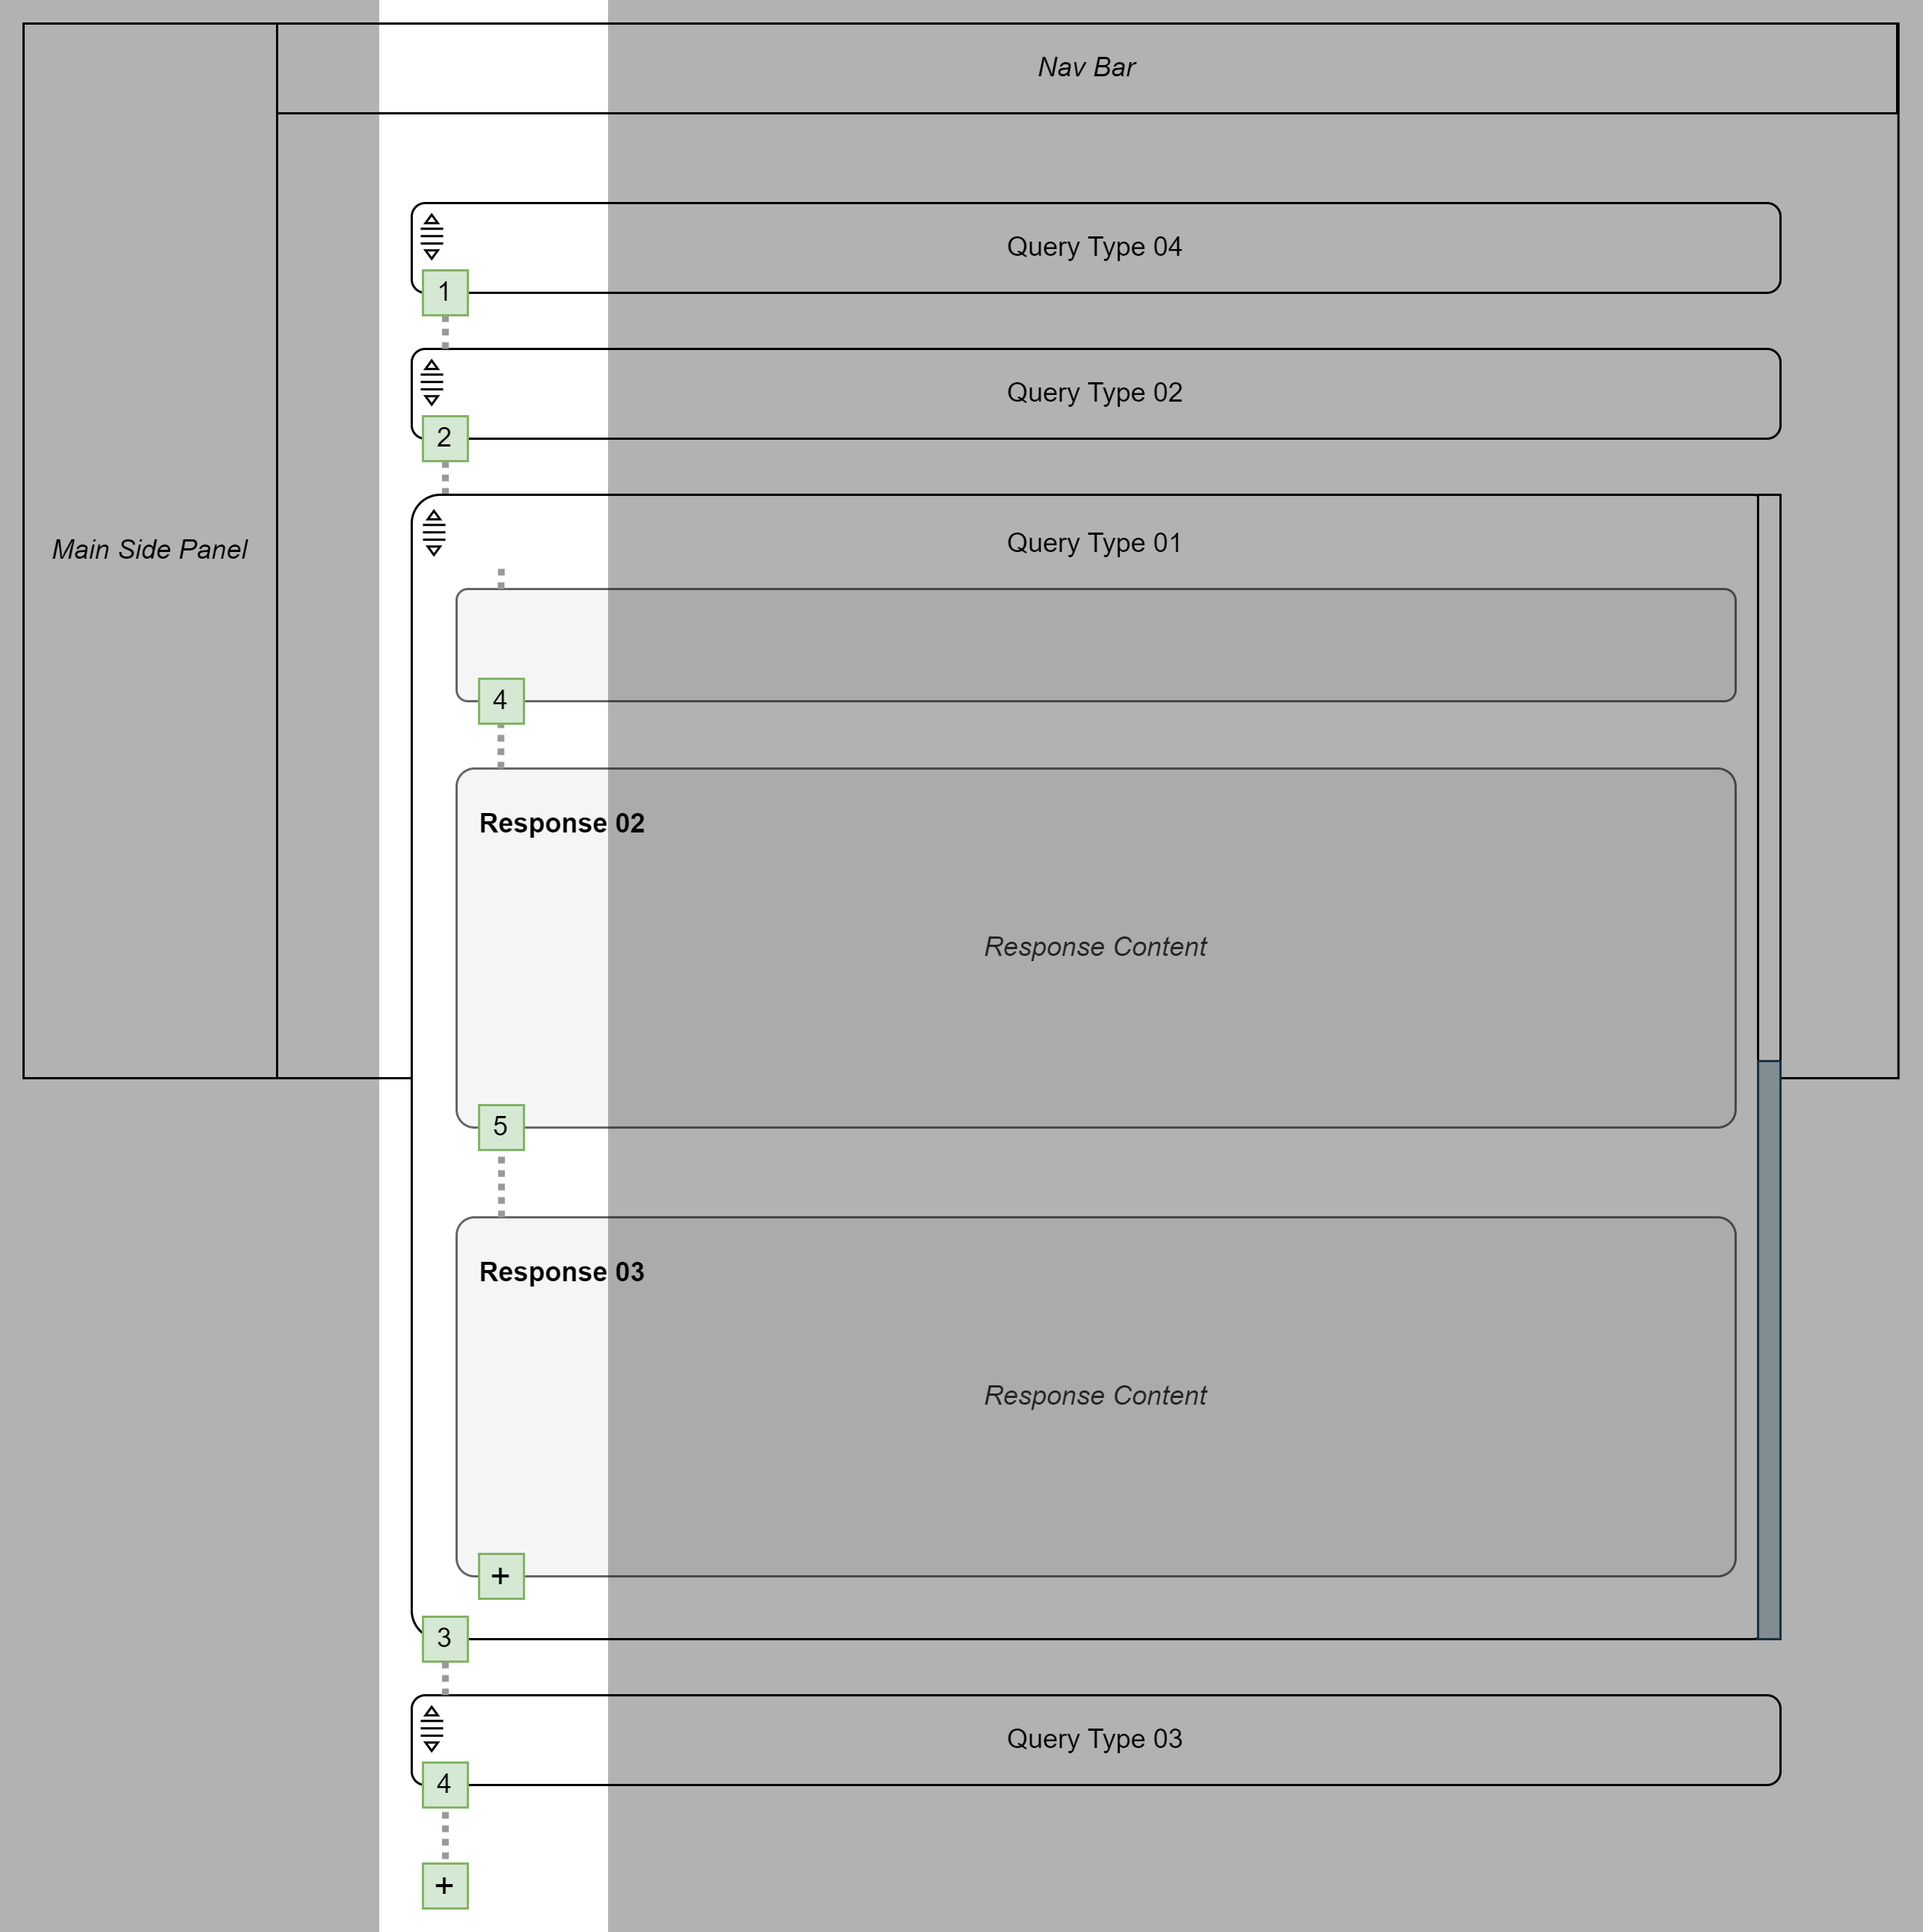 Nav Bar
Main Side Panel
Query Type 04
1
Query Type 02
2
Query Type 01
4
Response 02
Response Content
5
Response 03
Response Content
+
3
Query Type 03
4
+